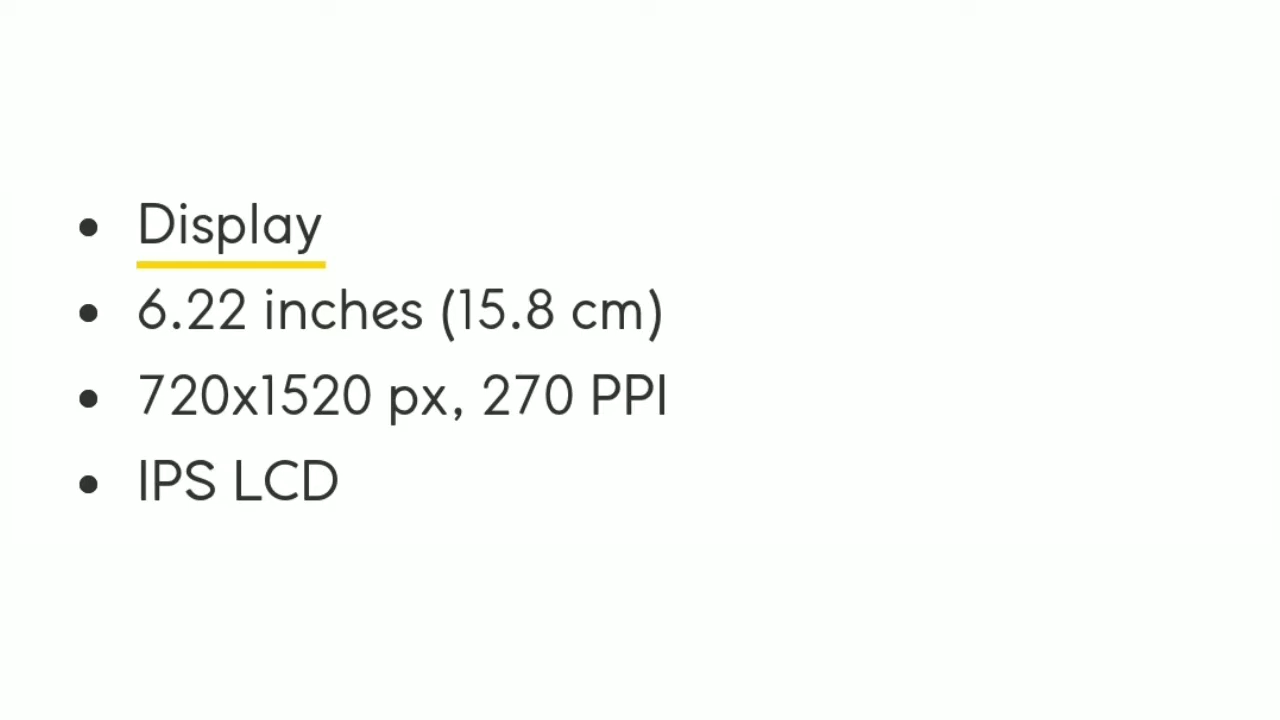 Display
6.22 inches (15.8 cm)
720x1520 px, 270 PPI
IPS LCD